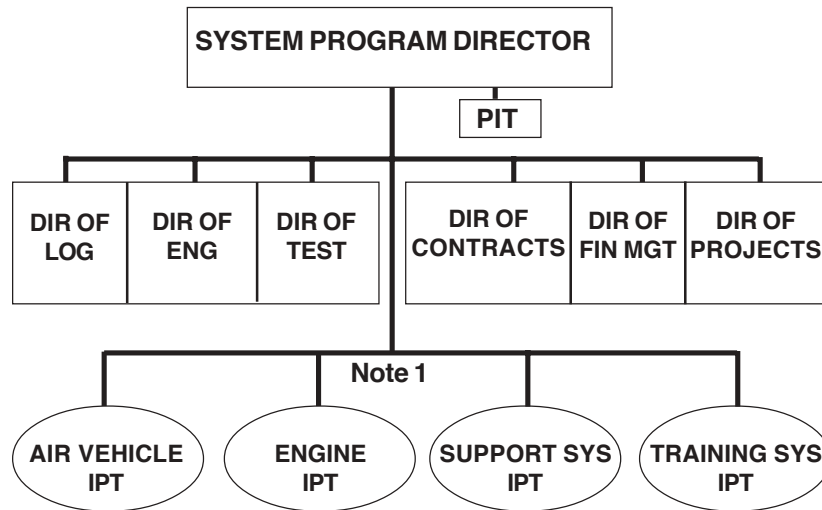 SYSTEM PROGRAM DIRECTOR
PIT
DIR OF
LOG
DIR OF
ENG
DIR OF
TEST
DIR OF
CONTRACTS
DIR OF
FIN MGT
DIR OF
PROJECTS
Note 1
AIR VEHICLE
IPT
ENGINE
IPT
SUPPORT SYS
IPT
TRAINING SYS
IPT